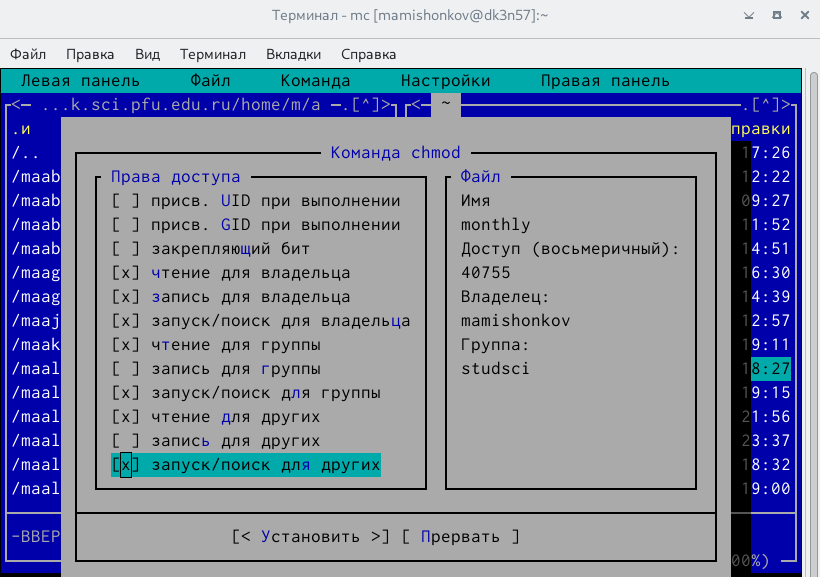 Терминал - mc [mamishonkov@dk3n57]:~
Файл Правка Вид Терминал Вкладки Справка
Левая панель Файл Команда Настройки Правая панель
<— ...k.sci.pfu.edu.ru/home/m/a —.[^]> <— ~ —.[^]>
.и правки
Команда chmod
/.. 17:26
Права доступа Файл
/maab 12:22
[ ] присв. UID при выполнении Имя
/maab 09:27
[ ] присв. GID при выполнении monthly
/maab 11:52
[ ] закрепляющий бит Доступ (восьмеричный):
/maab 14:51
[x] чтение для владельца 40755
/maag 16:30
[x] запись для владельца Владелец:
/maag 14:39
[x] запуск/поиск для владельца mamishonkov
/maaj 12:57
[x] чтение для группы Группа:
/maak 19:11
[ ] запись для группы studsci
/maal 18:27
[x] запуск/поиск для группы
/maal 19:15
[x] чтение для других
/maal 21:56
[ ] запись для других
/maal 23:37
[x] запуск/поиск для других
/maal 18:32
/maal 19:00
-ВВЕР
[< Установить >] [ Прервать ]
00%)